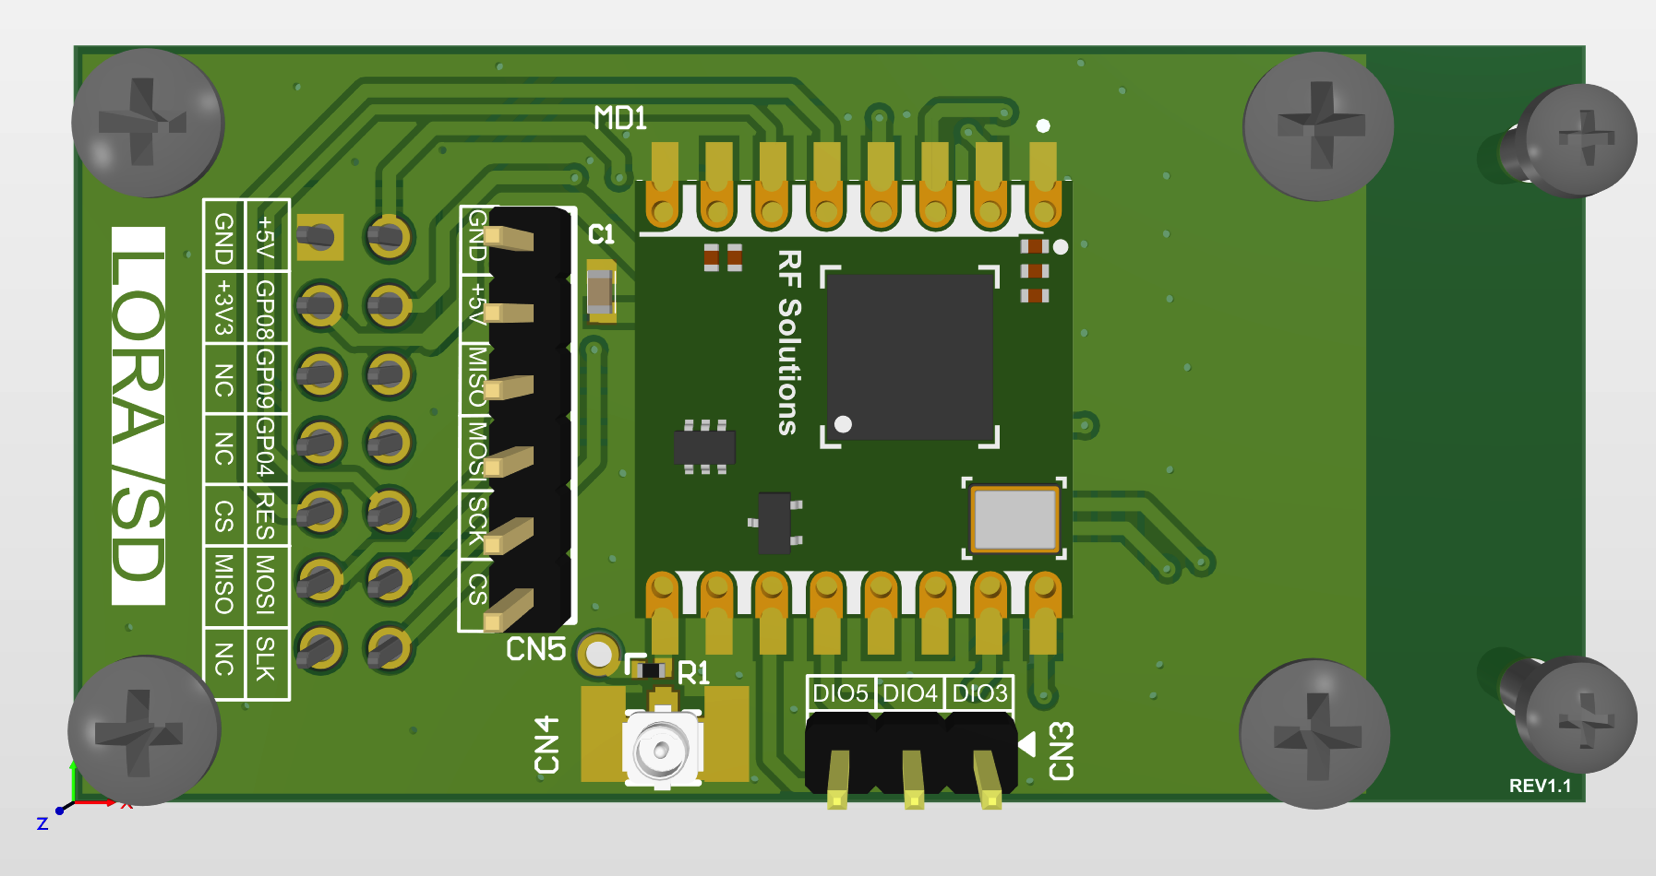 MD1
LORA /SD
GND +5V
+3V3 GP08
NC GP09
NC GP04
CS RES
MISO MOSI
NC SLK
GND
+5V
MISO
MOSI
SCK
CS
CN5
C1
RF Solutions
R1
CN4
DIO5 DIO4 DIO3
CN3
REV1.1
Z
X